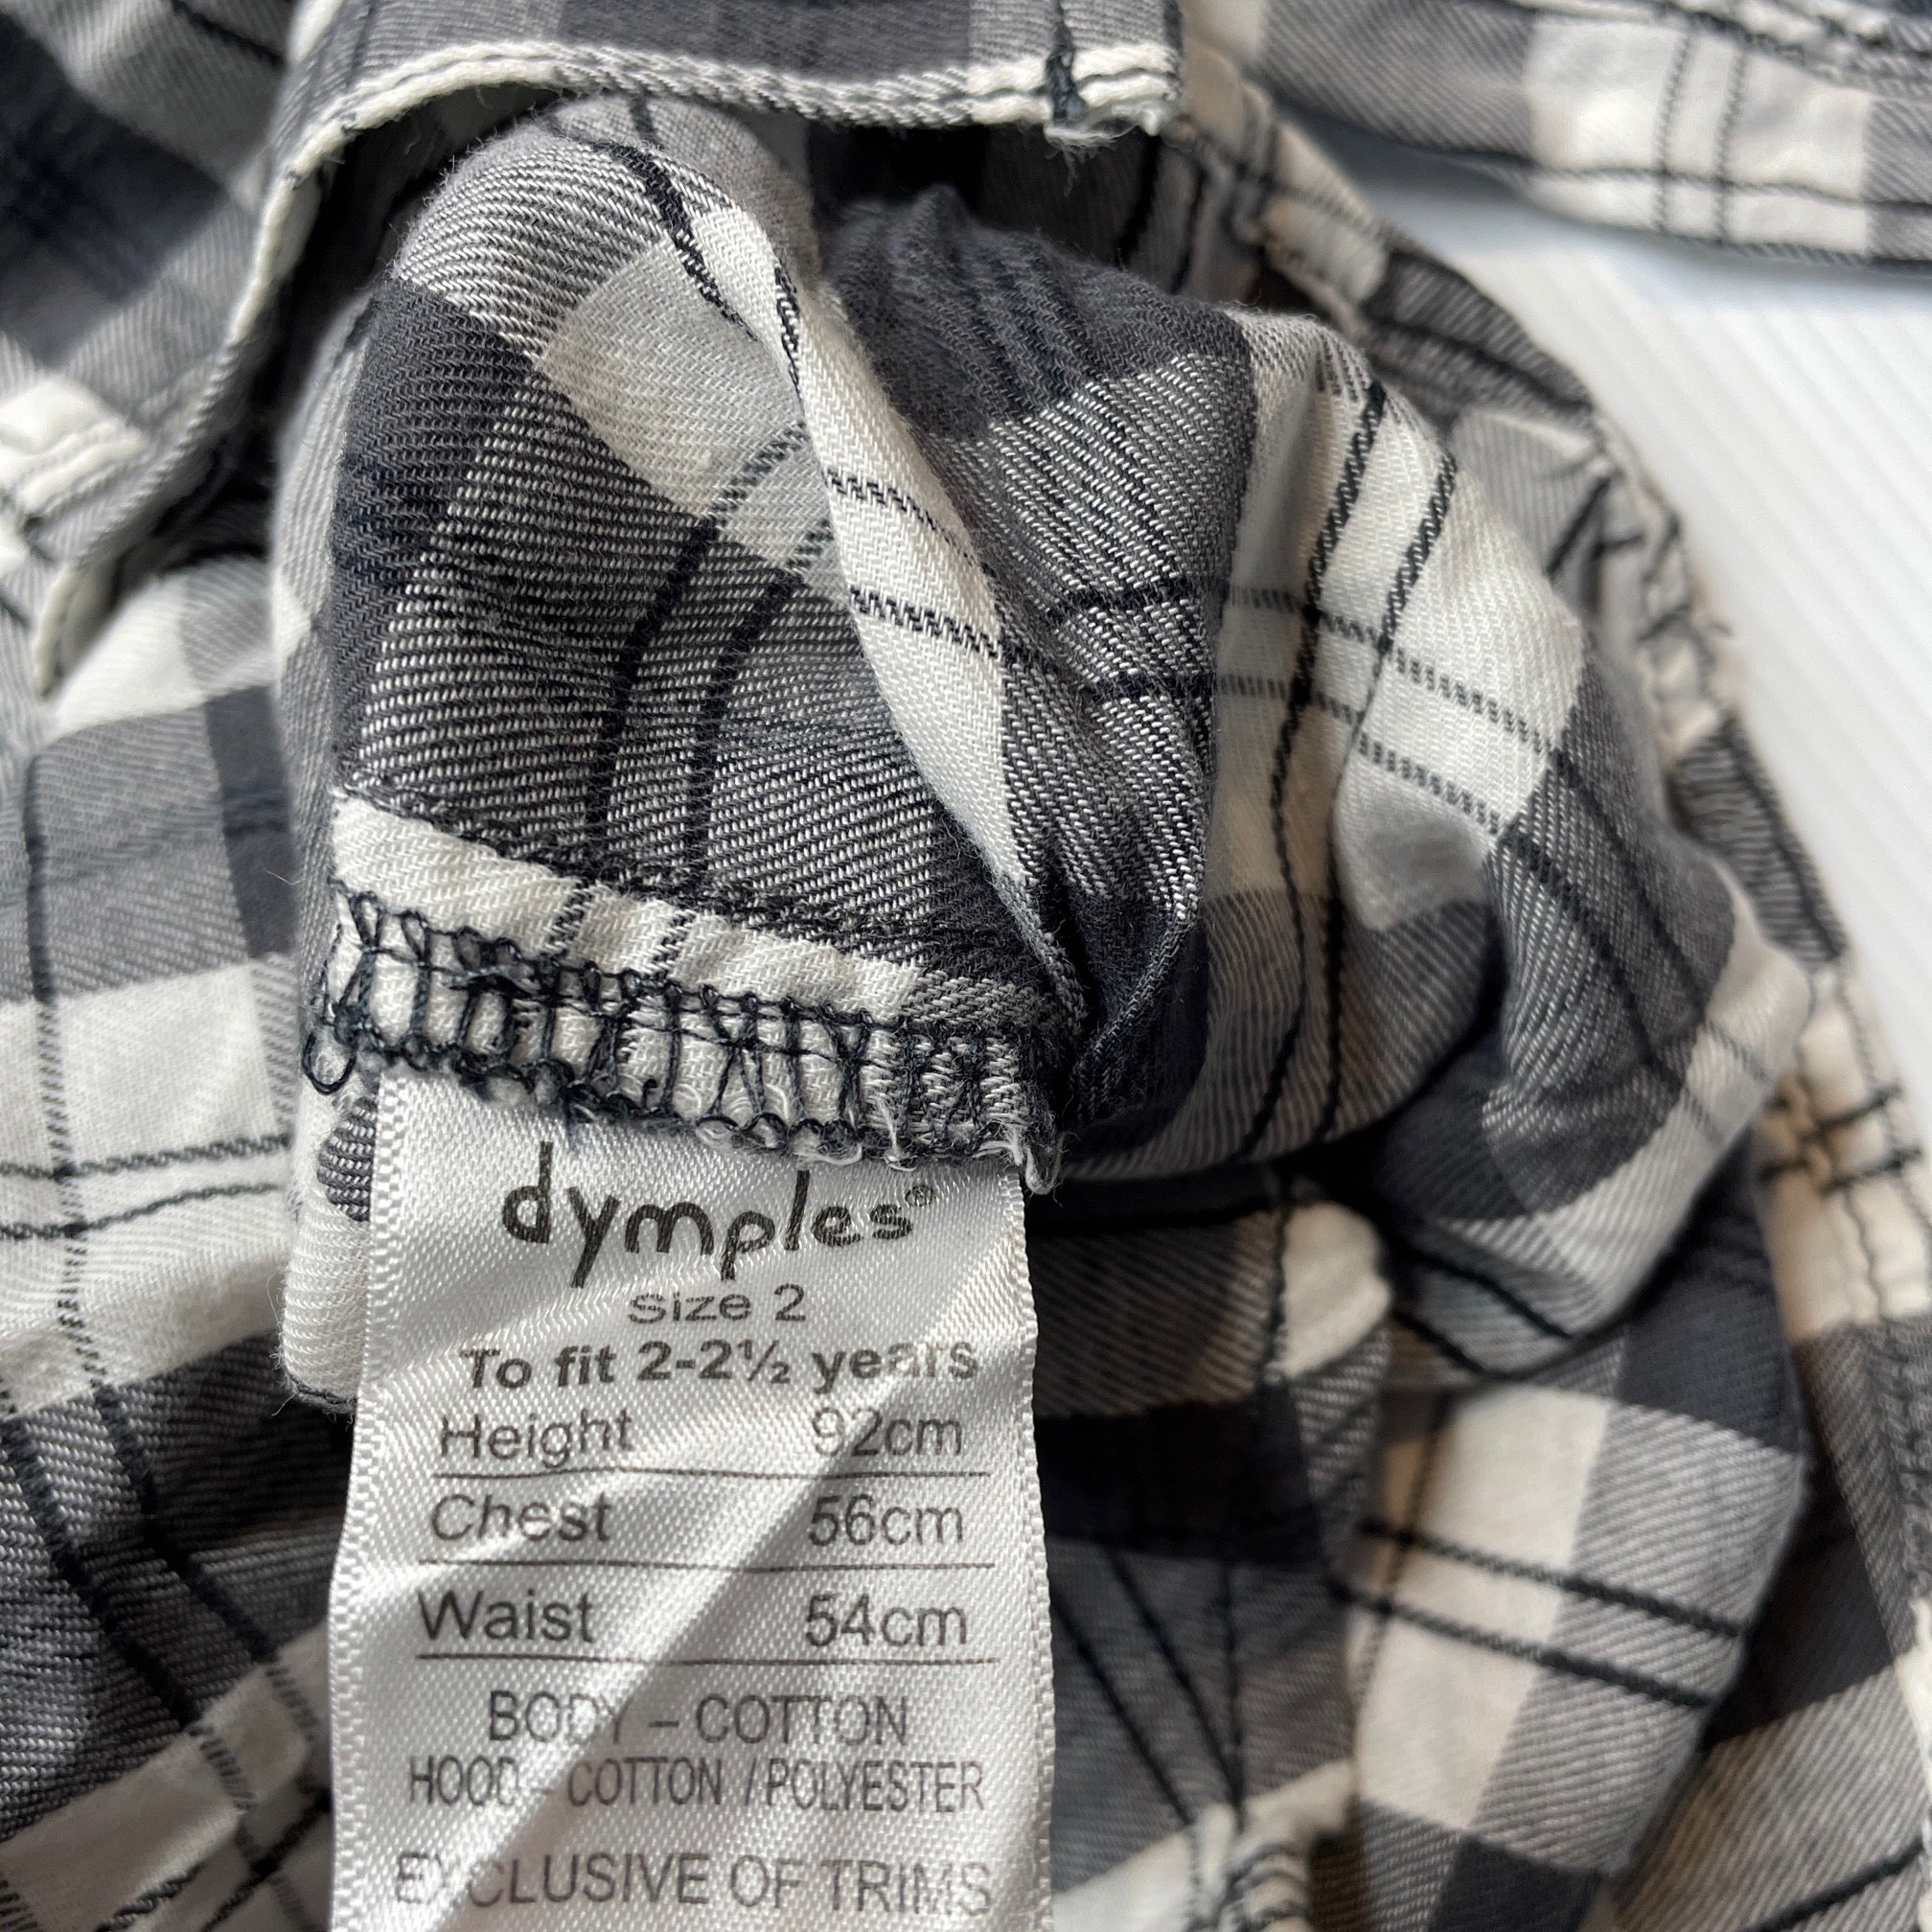 dymples®
Size 2
To fit 2-2½ years
Height 92cm
Chest 56cm
Waist 54cm
BODY – COTTON
HOOD - COTTON / POLYESTER
EXCLUSIVE OF TRIMS